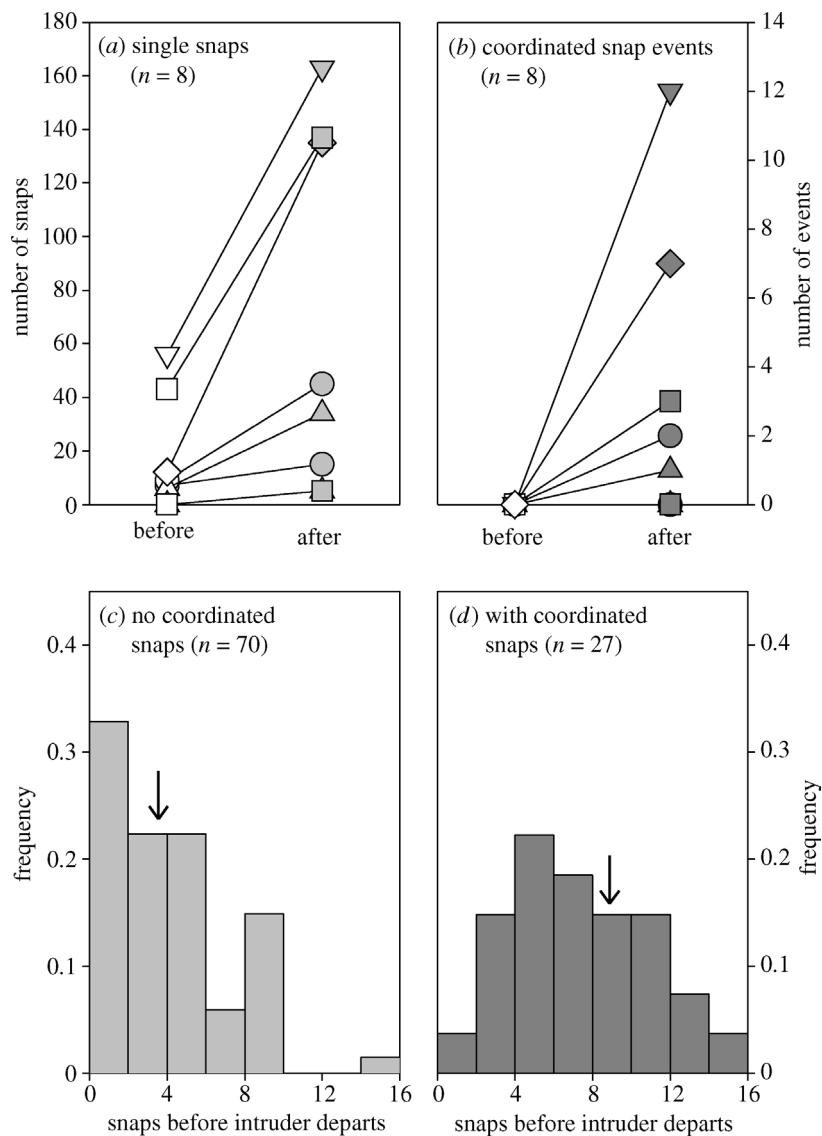 (a) single snaps
(n = 8)
180
160
140
120
100
80
60
40
20
0
number of snaps
before
after
(b) coordinated snap events
(n = 8)
14
12
10
8
6
4
2
0
number of events
before
after
(c) no coordinated
snaps (n = 70)
0.4
0.3
0.2
0.1
0
frequency
0 4 8 12 16
snaps before intruder departs
(d) with coordinated
snaps (n = 27)
0.4
0.3
0.2
0.1
0
frequency
4 8 12 16
snaps before intruder departs